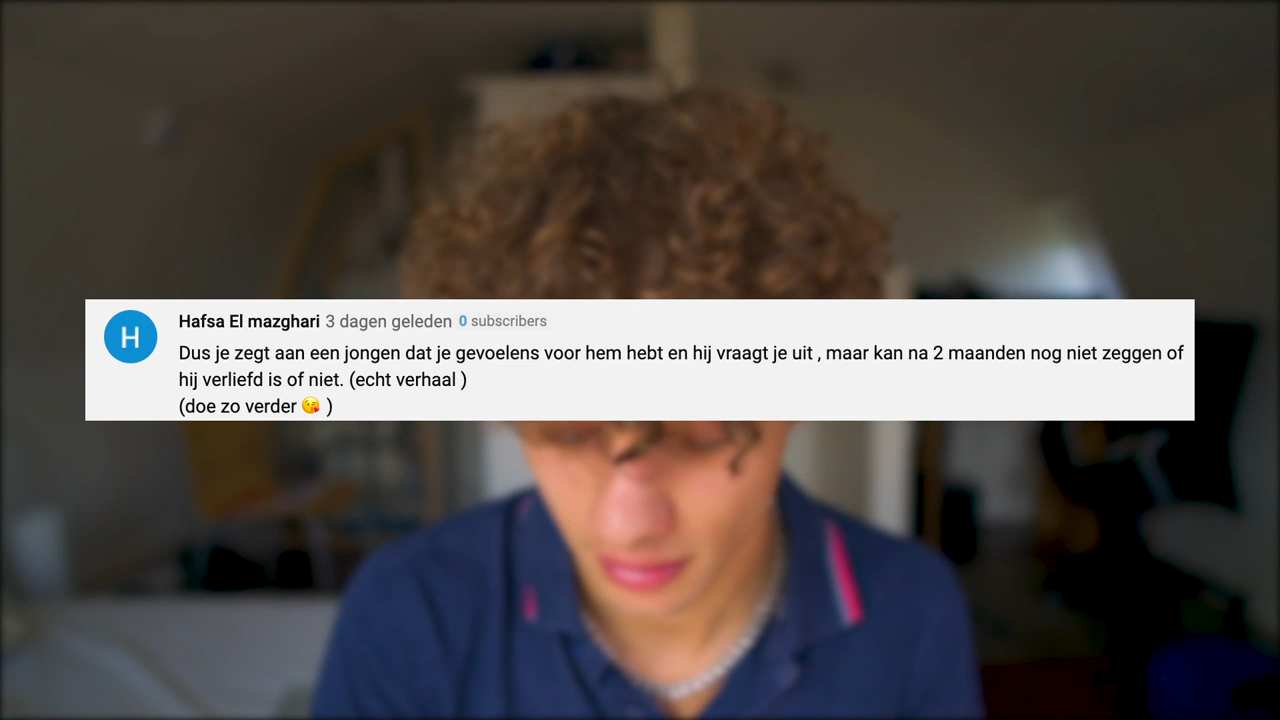 H
Hafsa El mazghari 3 dagen geleden 0 subscribers
Dus je zegt aan een jongen dat je gevoelens voor hem hebt en hij vraagt je uit , maar kan na 2 maanden nog niet zeggen of
hij verliefd is of niet. (echt verhaal )
(doe zo verder 😘 )